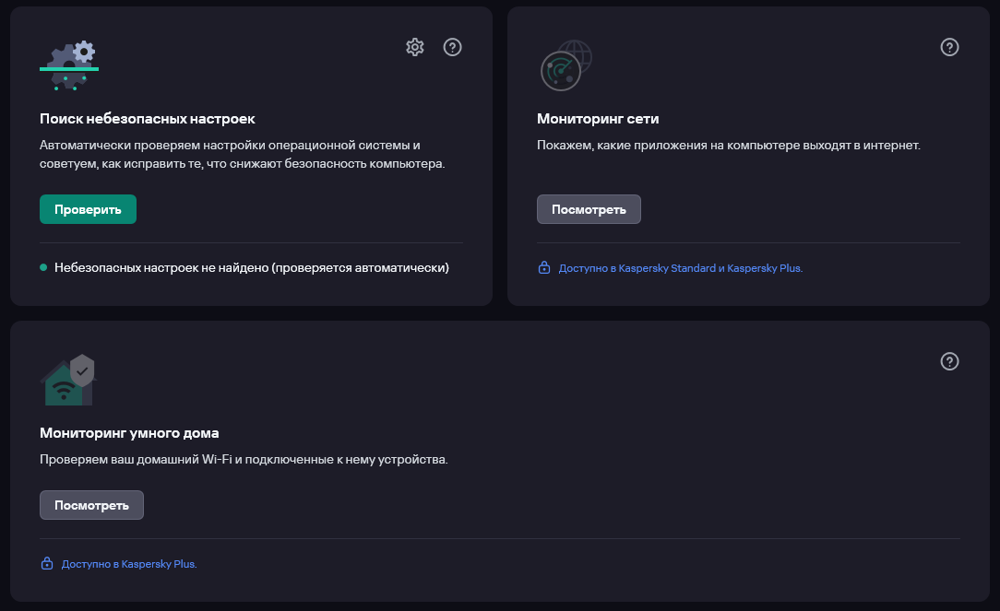 Поиск небезопасных настроек
Автоматически проверяем настройки операционной системы и
советуем, как исправить те, что снижают безопасность компьютера.
Проверить
Небезопасных настроек не найдено (проверяется автоматически)
Мониторинг сети
Покажем, какие приложения на компьютере выходят в интернет.
Посмотреть
Доступно в Kaspersky Standard и Kaspersky Plus.
Мониторинг умного дома
Проверяем ваш домашний Wi-Fi и подключенные к нему устройства.
Посмотреть
Доступно в Kaspersky Plus.